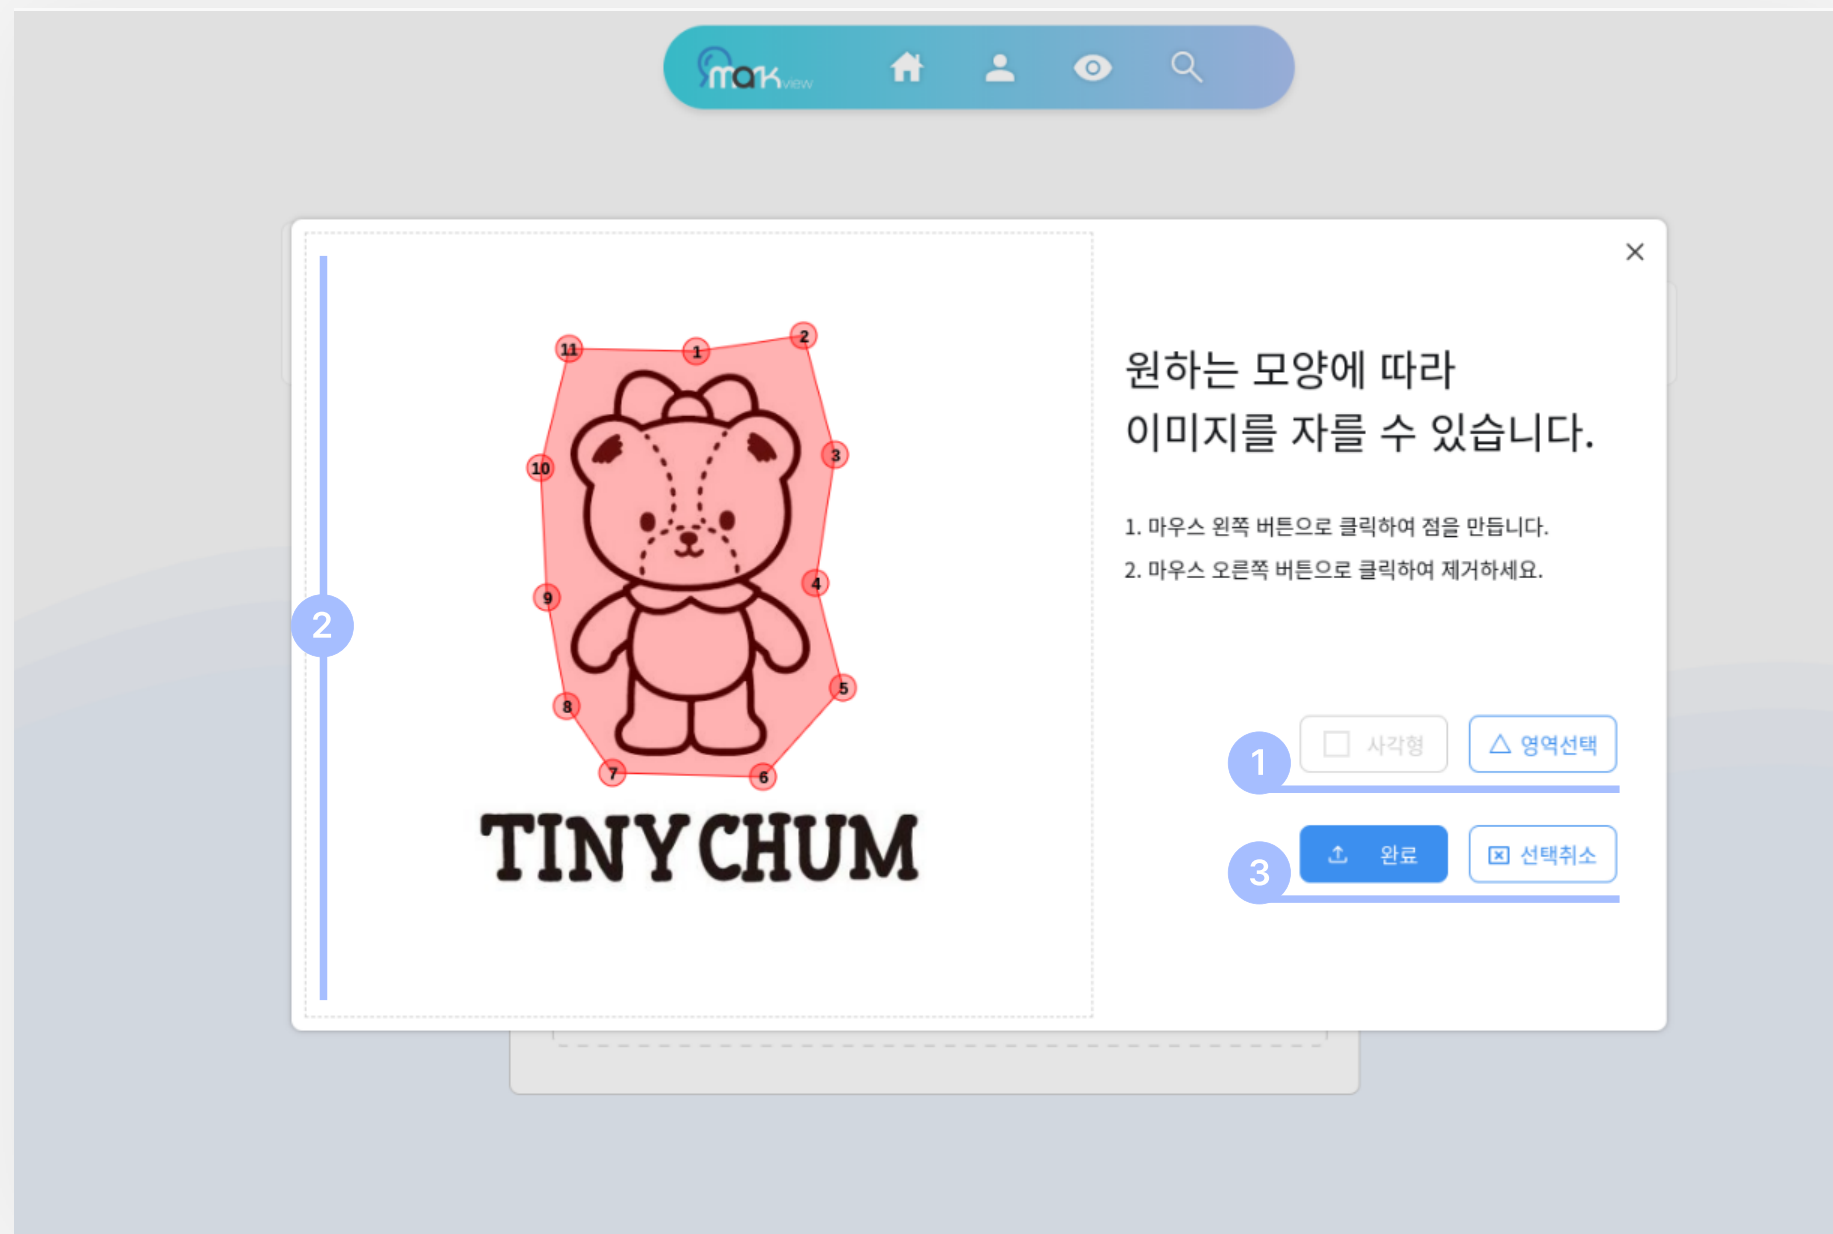 markview
원하는 모양에 따라
이미지를 자를 수 있습니다.
1. 마우스 왼쪽 버튼으로 클릭하여 점을 만듭니다.
2. 마우스 오른쪽 버튼으로 클릭하여 제거하세요.
11 1 2
10 3
9 4
8 5
7 6
2
TINY CHUM
1 사각형 영역선택
3 완료 선택취소